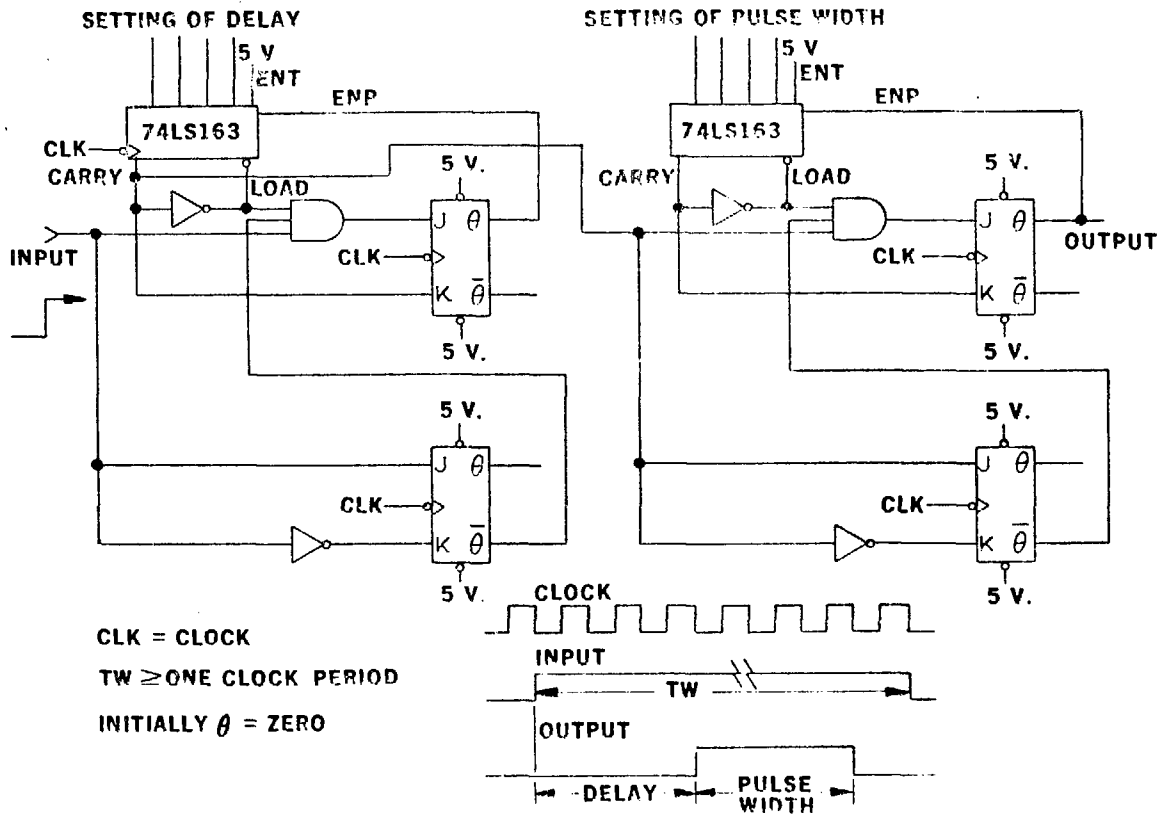 SETTING OF DELAY
5 V
ENT
ENP
74LS163
CLK
CARRY
LOAD
5 V.
J θ
INPUT
CLK
K θ̄
5 V.
5 V.
J θ
CLK
K θ̄
5 V.
SETTING OF PULSE WIDTH
5 V
ENT
ENP
74LS163
CARRY
LOAD
5 V.
J θ
OUTPUT
CLK
K θ̄
5 V.
5 V.
J θ
CLK
K θ̄
5 V.
CLK = CLOCK
TW ≥ ONE CLOCK PERIOD
INITIALLY θ = ZERO
CLOCK
INPUT
TW
OUTPUT
DELAY
PULSE
WIDTH